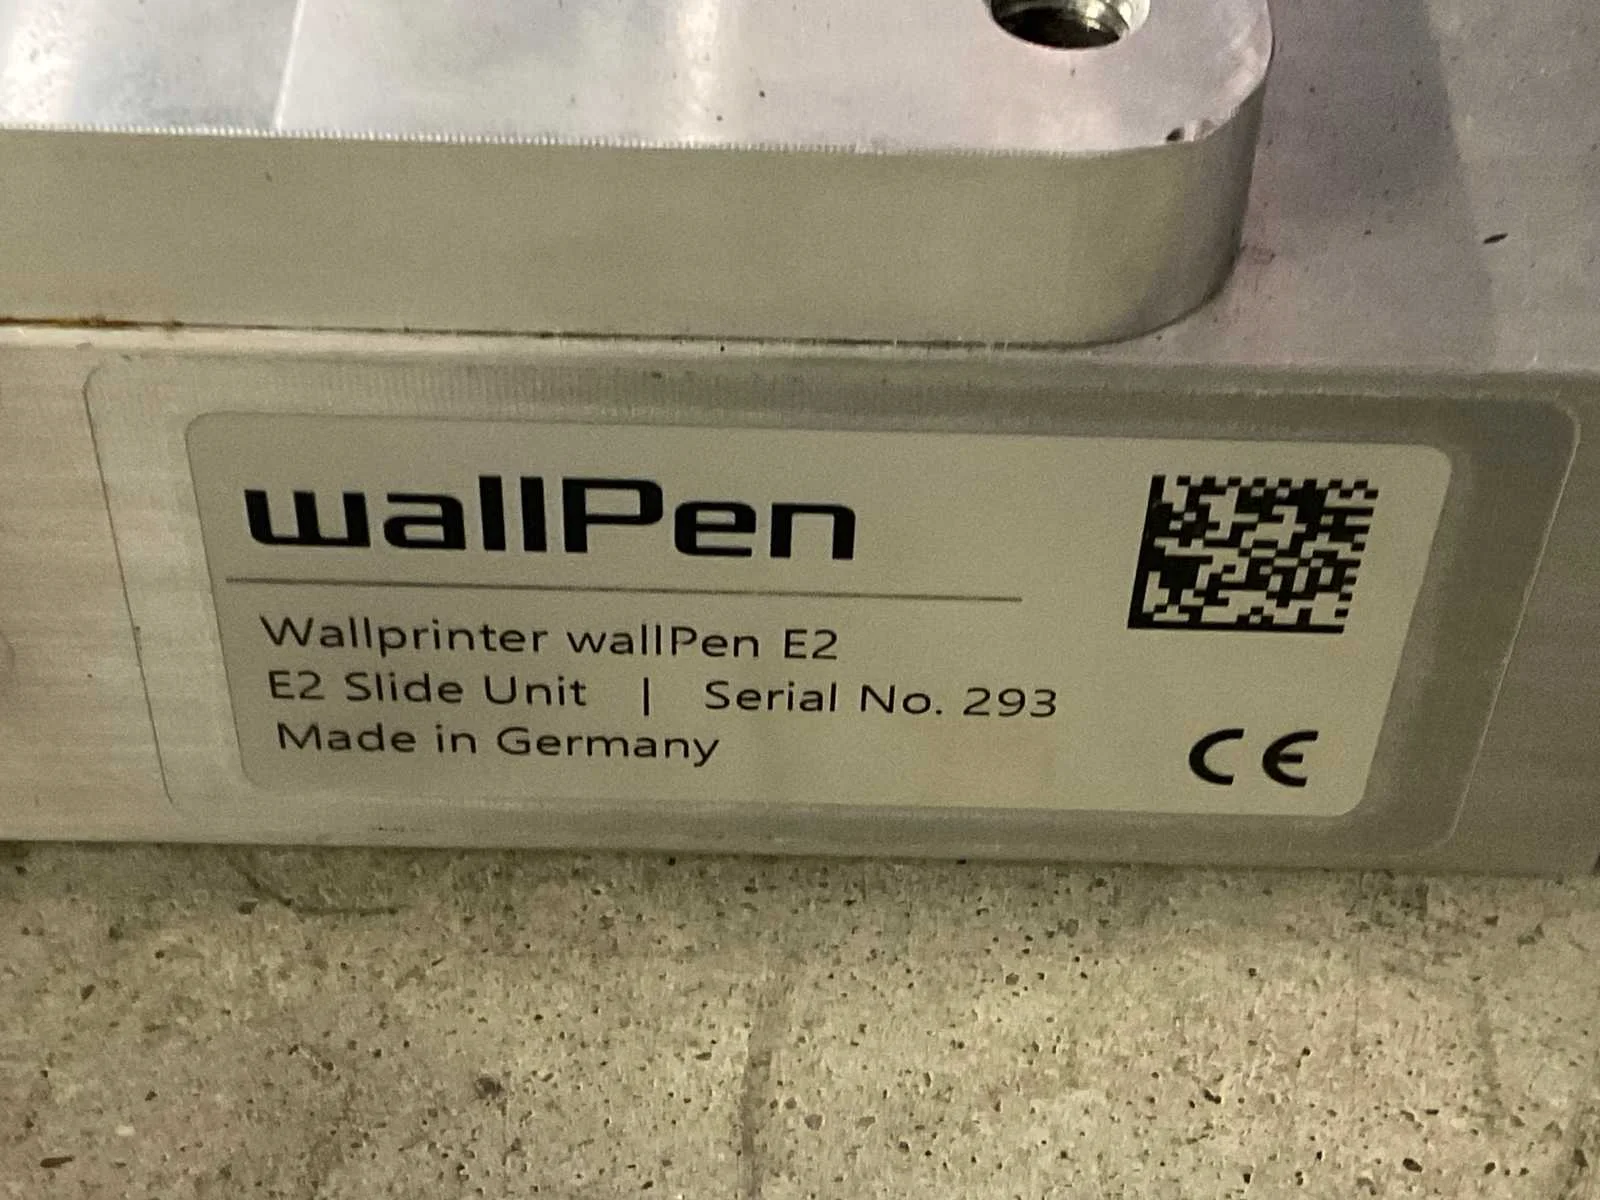 wallPen
Wallprinter wallPen E2
E2 Slide Unit | Serial No. 293
Made in Germany
CE